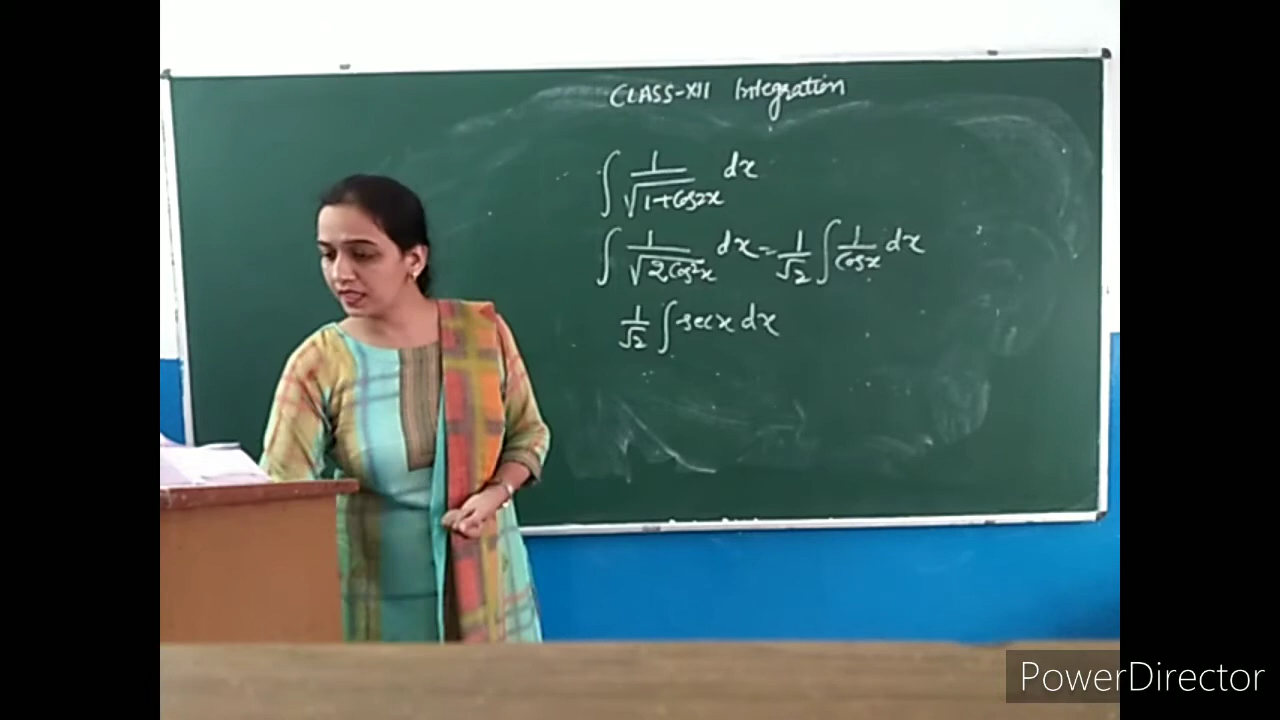 CLASS-XII Integration
∫ 1/√(1+cos2x) dx
∫ 1/√(2cos²x) dx = 1/√2 ∫ 1/cosx dx
1/√2 ∫ secx dx
PowerDirector